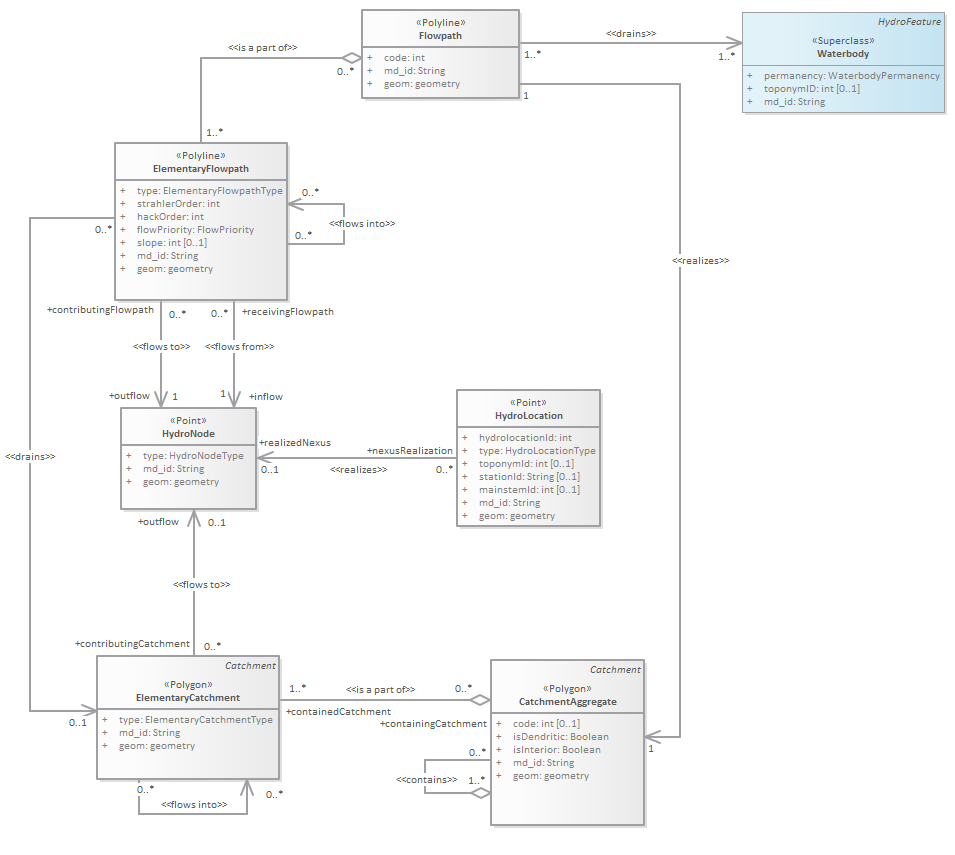 «Polyline»
Flowpath
+ code: int
+ md_id: String
+ geom: geometry
<<drains>>
1..*
1..*
HydroFeature
«Superclass»
Waterbody
+ permanency: WaterbodyPermanency
+ toponymID: int [0..1]
+ md_id: String
<<is a part of>>
0..*
1..*
1
<<realizes>>
1
«Polyline»
ElementaryFlowpath
+ type: ElementaryFlowpathType
+ strahlerOrder: int
+ hackOrder: int
+ flowPriority: FlowPriority
+ slope: int [0..1]
+ md_id: String
+ geom: geometry
0..*
<<flows into>>
0..*
0..*
<<drains>>
0..1
+contributingFlowpath
0..*
0..*
+receivingFlowpath
<<flows to>>
<<flows from>>
+outflow
1
1
+inflow
«Point»
HydroNode
+ type: HydroNodeType
+ md_id: String
+ geom: geometry
+realizedNexus
0..1
<<realizes>>
+nexusRealization
0..*
«Point»
HydroLocation
+ hydrolocationId: int
+ type: HydroLocationType
+ toponymId: int [0..1]
+ stationId: String [0..1]
+ mainstemId: int [0..1]
+ md_id: String
+ geom: geometry
+outflow
0..1
<<flows to>>
+contributingCatchment
0..*
Catchment
«Polygon»
ElementaryCatchment
+ type: ElementaryCatchmentType
+ md_id: String
+ geom: geometry
0..*
<<flows into>>
0..*
1..*
<<is a part of>>
0..*
+containedCatchment
+containingCatchment
Catchment
«Polygon»
CatchmentAggregate
+ code: int [0..1]
+ isDendritic: Boolean
+ isInterior: Boolean
+ md_id: String
+ geom: geometry
0..*
<<contains>>
1..*